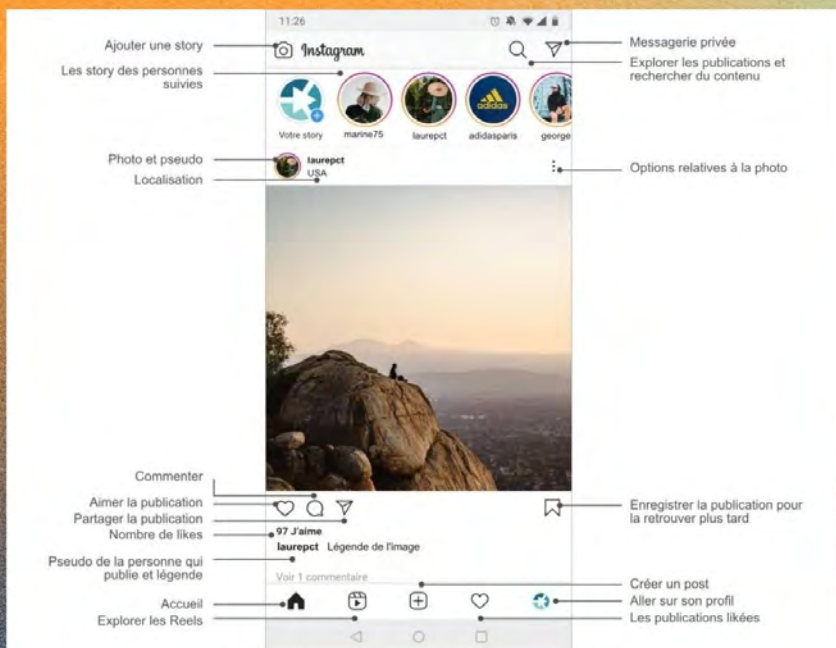 11:26
Ajouter une story
Instagram
Messagerie privée
Les story des personnes
suivies
Explorer les publications et
rechercher du contenu
adidas
Votre story
marine75
laurepct
adidasparis
george
Photo et pseudo
laurepct
Localisation
USA
Options relatives à la photo
Commenter
Aimer la publication
Partager la publication
Nombre de likes
97 J'aime
Enregistrer la publication pour
la retrouver plus tard
laurepct Légende de l'image
Pseudo de la personne qui
publie et légende
Voir 1 commentaire
Créer un post
Accueil
Aller sur son profil
Explorer les Reels
Les publications likées